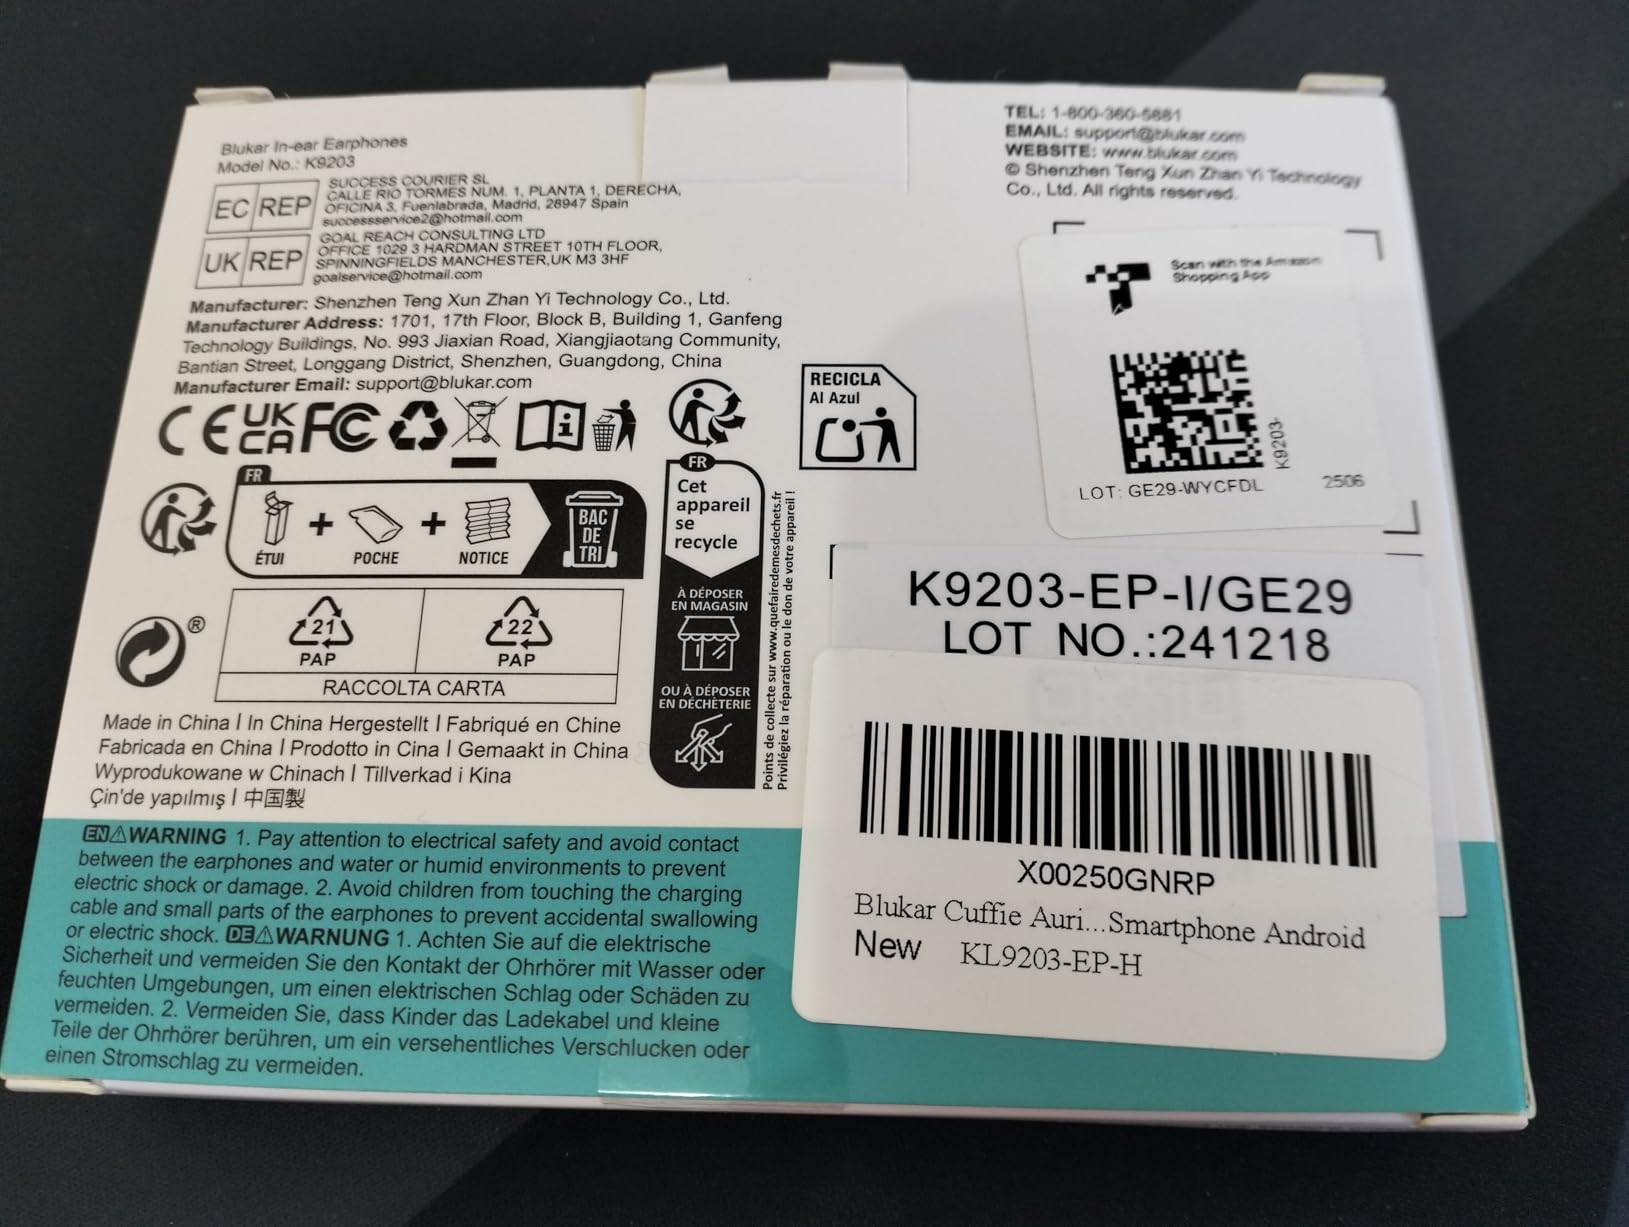 Blukar In-ear Earphones
Model No.: K9203
EC REP
SUCCESS COURIER SL
CALLE RIO TORMES NUM. 1, PLANTA 1, DERECHA,
OFICINA 3, Fuenlabrada, Madrid, 28947 Spain
successservice2@hotmail.com
UK REP
GOAL REACH CONSULTING LTD
OFFICE 1029 3 HARDMAN STREET 10TH FLOOR,
SPINNINGFIELDS MANCHESTER,UK M3 3HF
goalservice@hotmail.com
Manufacturer: Shenzhen Teng Xun Zhan Yi Technology Co., Ltd.
Manufacturer Address: 1701, 17th Floor, Block B, Building 1, Ganfeng
Technology Buildings, No. 993 Jiaxian Road, Xiangjiaotang Community,
Bantian Street, Longgang District, Shenzhen, Guangdong, China
Manufacturer Email: support@blukar.com
CE UK CA FC
FR
ÉTUI + POCHE + NOTICE
BAC
DE
TRI
21
PAP
22
PAP
RACCOLTA CARTA
®
Made in China | In China Hergestellt | Fabriqué en Chine
Fabricada en China | Prodotto in Cina | Gemaakt in China
Wyprodukowane w Chinach | Tillverkad i Kina
Çin'de yapılmış | 中国製
FR
Cet
appareil
se
recycle
À DÉPOSER
EN MAGASIN
OU À DÉPOSER
EN DÉCHÈTERIE
Points de collecte sur www.quefairedemesdechets.fr
Privilégiez la réparation ou le don de votre appareil !
RECICLA
Al Azul
EN WARNING 1. Pay attention to electrical safety and avoid contact
between the earphones and water or humid environments to prevent
electric shock or damage. 2. Avoid children from touching the charging
cable and small parts of the earphones to prevent accidental swallowing
or electric shock. DE WARNUNG 1. Achten Sie auf die elektrische
Sicherheit und vermeiden Sie den Kontakt der Ohrhörer mit Wasser oder
feuchten Umgebungen, um einen elektrischen Schlag oder Schäden zu
vermeiden. 2. Vermeiden Sie, dass Kinder das Ladekabel und kleine
Teile der Ohrhörer berühren, um ein versehentliches Verschlucken oder
einen Stromschlag zu vermeiden.
TEL: 1-800-360-5881
EMAIL: support@blukar.com
WEBSITE: www.blukar.com
© Shenzhen Teng Xun Zhan Yi Technology
Co., Ltd. All rights reserved.
Scan with the Amazon
Shopping App
K9203-
LOT: GE29-WYCFDL 2506
K9203-EP-I/GE29
LOT NO.:241218
X00250GNRP
Blukar Cuffie Auri...Smartphone Android
New KL9203-EP-H